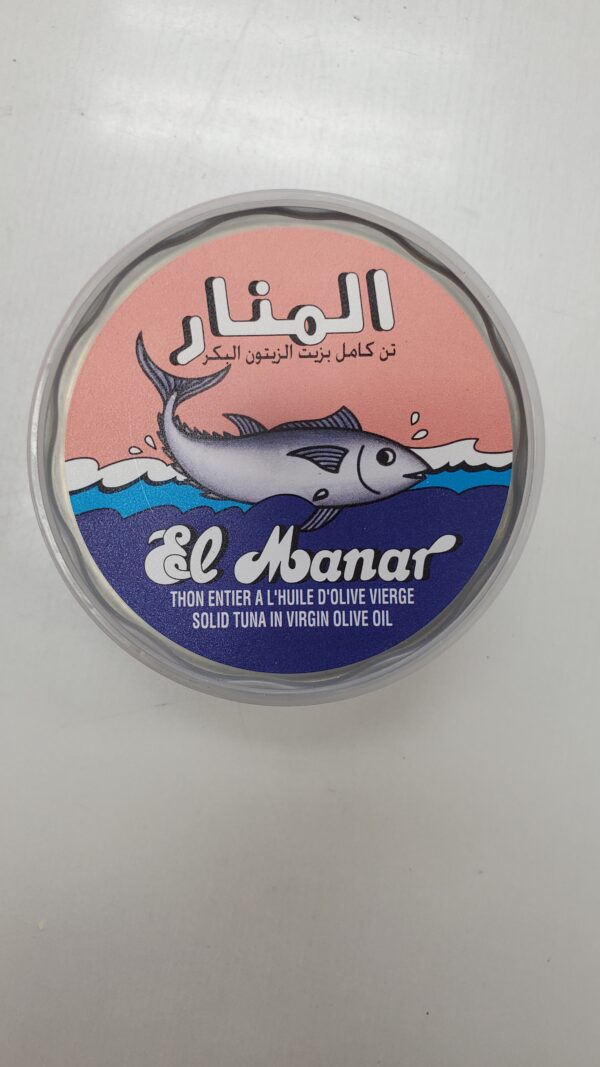 المنار
تن كامل بزيت الزيتون البكر
El Manar
THON ENTIER A L'HUILE D'OLIVE VIERGE
SOLID TUNA IN VIRGIN OLIVE OIL